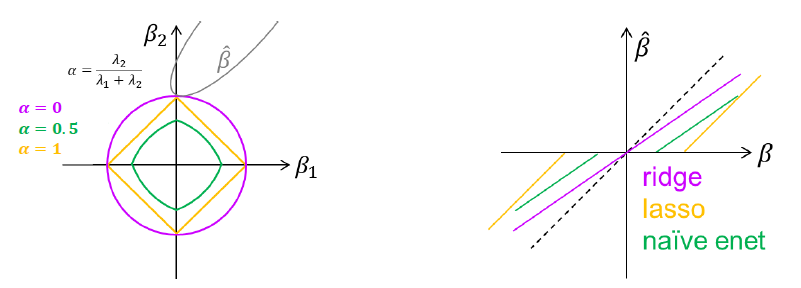 β₂
α = λ₂ / (λ₁ + λ₂)
β̂
α = 0
α = 0.5
α = 1
β₁
β̂
β
ridge
lasso
naïve enet